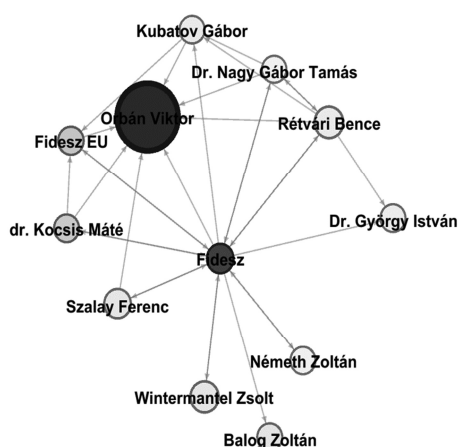 Kubatov Gábor
Dr. Nagy Gábor Tamás
Orbán Viktor
Rétvári Bence
Fidesz EU
dr. Kocsis Máté
Dr. György István
Fidesz
Szalay Ferenc
Németh Zoltán
Wintermantel Zsolt
Balog Zoltán